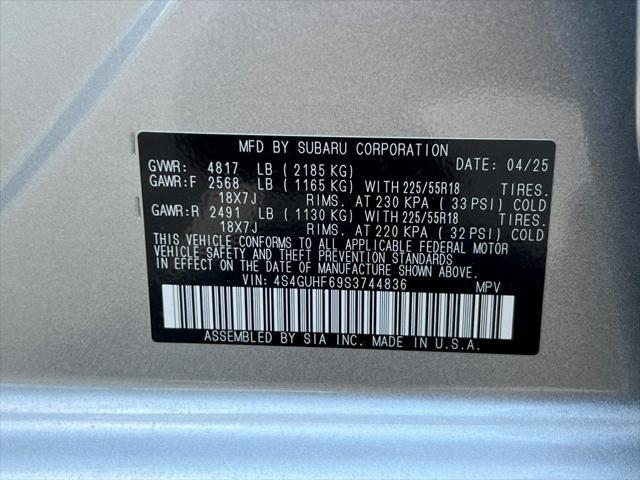 MFD BY SUBARU CORPORATION
GVWR: 4817 LB ( 2185 KG) DATE: 04/25
GAWR:F 2568 LB ( 1165 KG) WITH 225/55R18 TIRES.
18X7J RIMS. AT 230 KPA ( 33 PSI) COLD
GAWR:R 2491 LB ( 1130 KG) WITH 225/55R18 TIRES.
18X7J RIMS. AT 220 KPA ( 32 PSI) COLD
THIS VEHICLE CONFORMS TO ALL APPLICABLE FEDERAL MOTOR
VEHICLE SAFETY AND THEFT PREVENTION STANDARDS
IN EFFECT ON THE DATE OF MANUFACTURE SHOWN ABOVE.
VIN: 4S4GUHF69S3744836 MPV
ASSEMBLED BY SIA INC. MADE IN U.S.A.